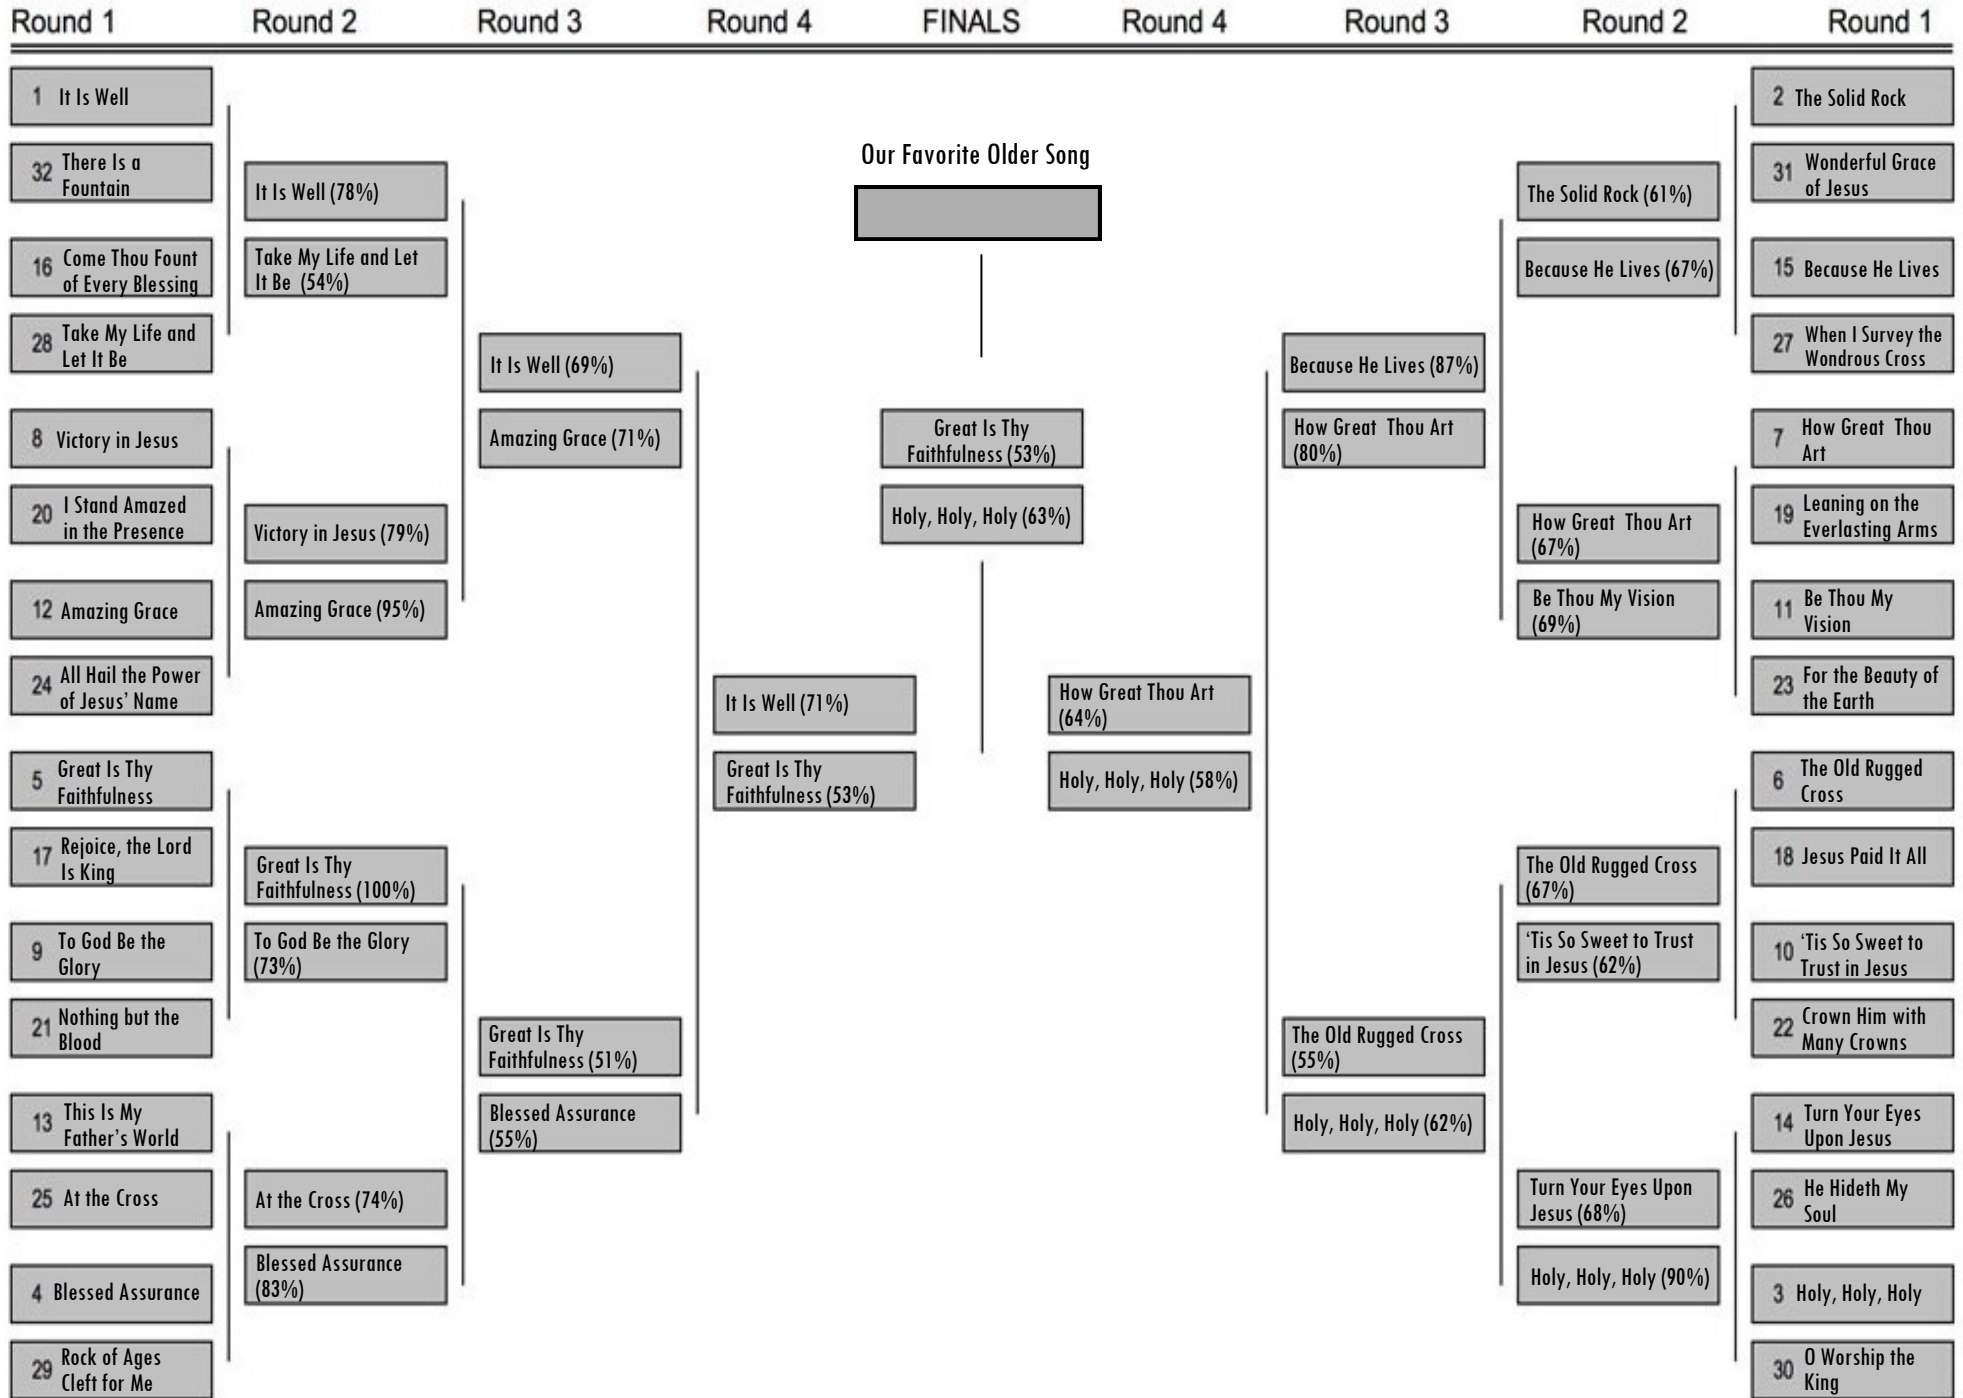 Round 1 Round 2 Round 3 Round 4 FINALS Round 4 Round 3 Round 2 Round 1
1 It Is Well
32 There Is a
Fountain
16 Come Thou Fount
of Every Blessing
28 Take My Life and
Let It Be
8 Victory in Jesus
20 I Stand Amazed
in the Presence
12 Amazing Grace
24 All Hail the Power
of Jesus' Name
5 Great Is Thy
Faithfulness
17 Rejoice, the Lord
Is King
9 To God Be the
Glory
21 Nothing but the
Blood
13 This Is My
Father's World
25 At the Cross
4 Blessed Assurance
29 Rock of Ages
Cleft for Me
It Is Well (78%)
Take My Life and Let
It Be (54%)
Victory in Jesus (79%)
Amazing Grace (95%)
Great Is Thy
Faithfulness (100%)
To God Be the Glory
(73%)
At the Cross (74%)
Blessed Assurance
(83%)
It Is Well (69%)
Amazing Grace (71%)
Great Is Thy
Faithfulness (51%)
Blessed Assurance
(55%)
It Is Well (71%)
Great Is Thy
Faithfulness (53%)
Our Favorite Older Song
Great Is Thy
Faithfulness (53%)
Holy, Holy, Holy (63%)
How Great Thou Art
(64%)
Holy, Holy, Holy (58%)
Because He Lives (87%)
How Great Thou Art
(80%)
The Old Rugged Cross
(55%)
Holy, Holy, Holy (62%)
The Solid Rock (61%)
Because He Lives (67%)
How Great Thou Art
(67%)
Be Thou My Vision
(69%)
The Old Rugged Cross
(67%)
'Tis So Sweet to Trust
in Jesus (62%)
Turn Your Eyes Upon
Jesus (68%)
Holy, Holy, Holy (90%)
2 The Solid Rock
31 Wonderful Grace
of Jesus
15 Because He Lives
27 When I Survey the
Wondrous Cross
7 How Great Thou
Art
19 Leaning on the
Everlasting Arms
11 Be Thou My
Vision
23 For the Beauty of
the Earth
6 The Old Rugged
Cross
18 Jesus Paid It All
10 'Tis So Sweet to
Trust in Jesus
22 Crown Him with
Many Crowns
14 Turn Your Eyes
Upon Jesus
26 He Hideth My
Soul
3 Holy, Holy, Holy
30 O Worship the
King